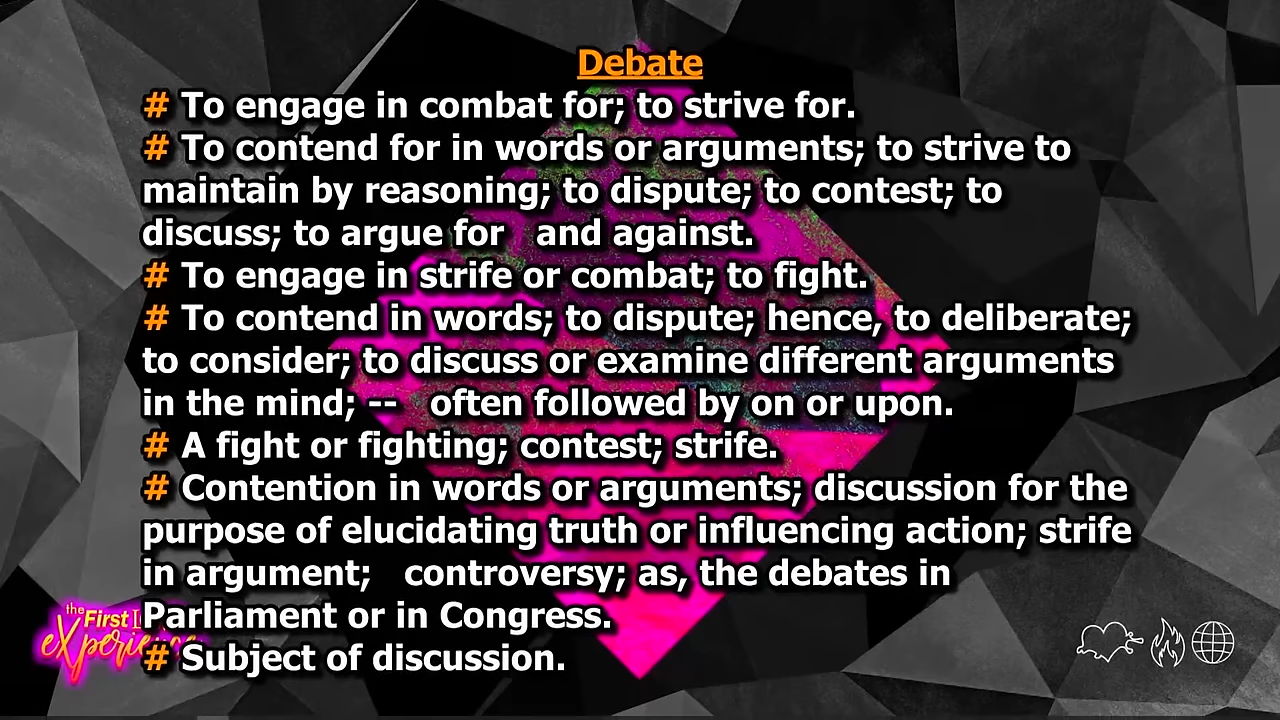 Debate
# To engage in combat for; to strive for.
# To contend for in words or arguments; to strive to
maintain by reasoning; to dispute; to contest; to
discuss; to argue for   and against.
# To engage in strife or combat; to fight.
# To contend in words; to dispute; hence, to deliberate;
to consider; to discuss or examine different arguments
in the mind; --   often followed by on or upon.
# A fight or fighting; contest; strife.
# Contention in words or arguments; discussion for the
purpose of elucidating truth or influencing action; strife
in argument;   controversy; as, the debates in
Parliament or in Congress.
# Subject of discussion.
the First